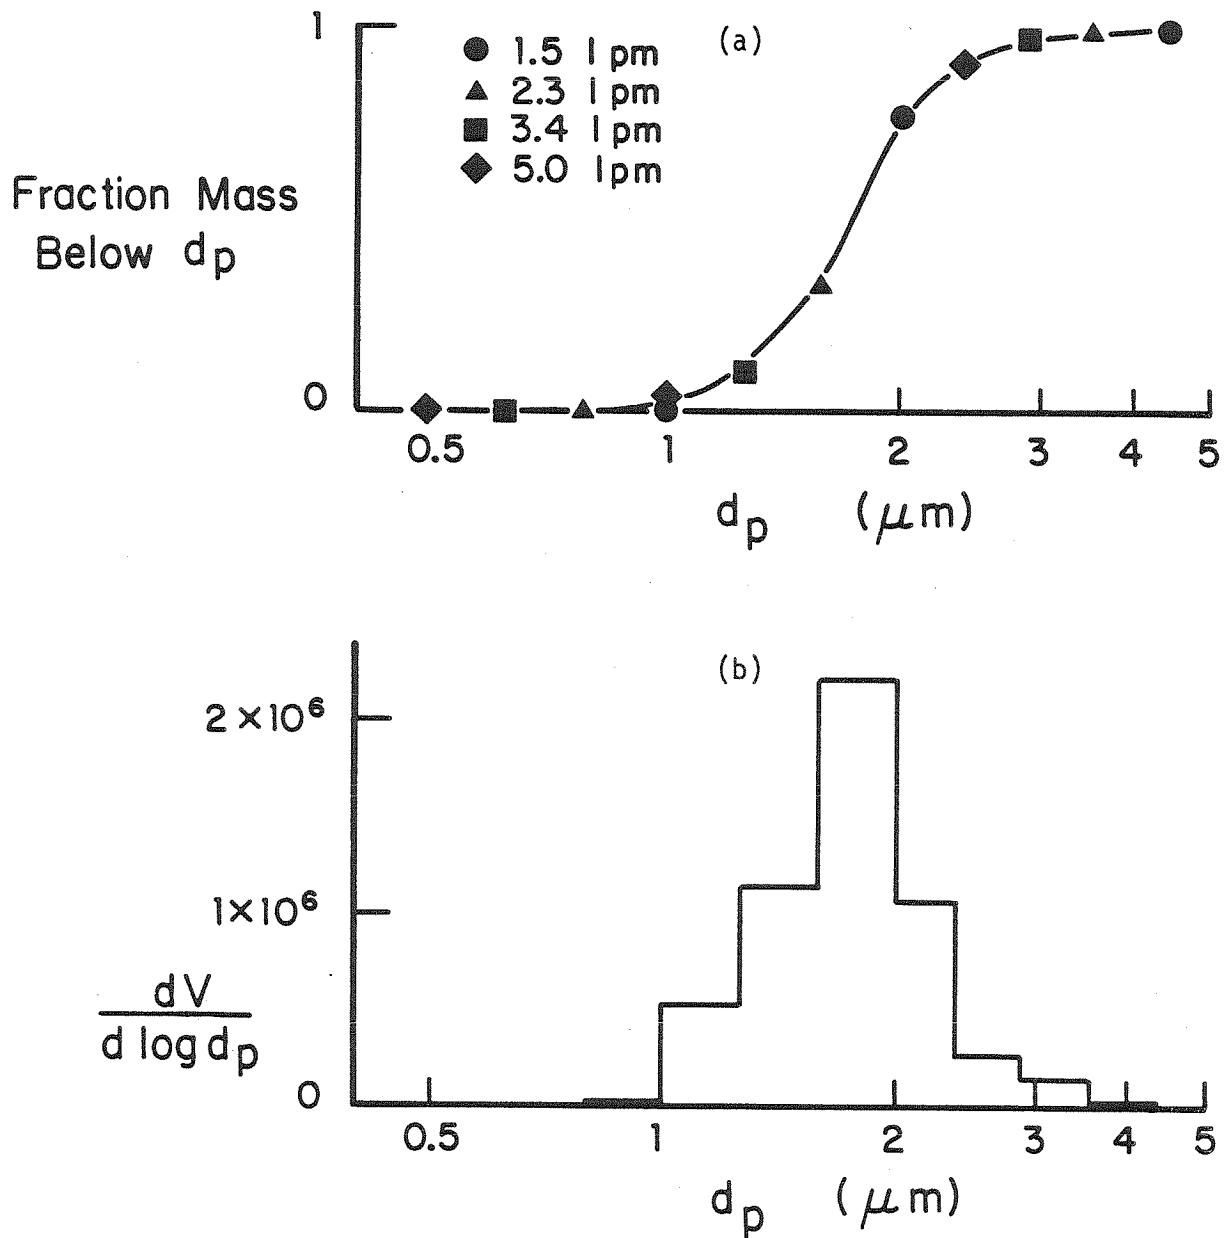 1
(a)
● 1.5 lpm
▲ 2.3 lpm
■ 3.4 lpm
◆ 5.0 lpm
Fraction Mass
Below dp
0
0.5 1 2 3 4 5
dp (μm)
(b)
2×10⁶
1×10⁶
dV
d log dp
0
0.5 1 2 3 4 5
dp (μm)